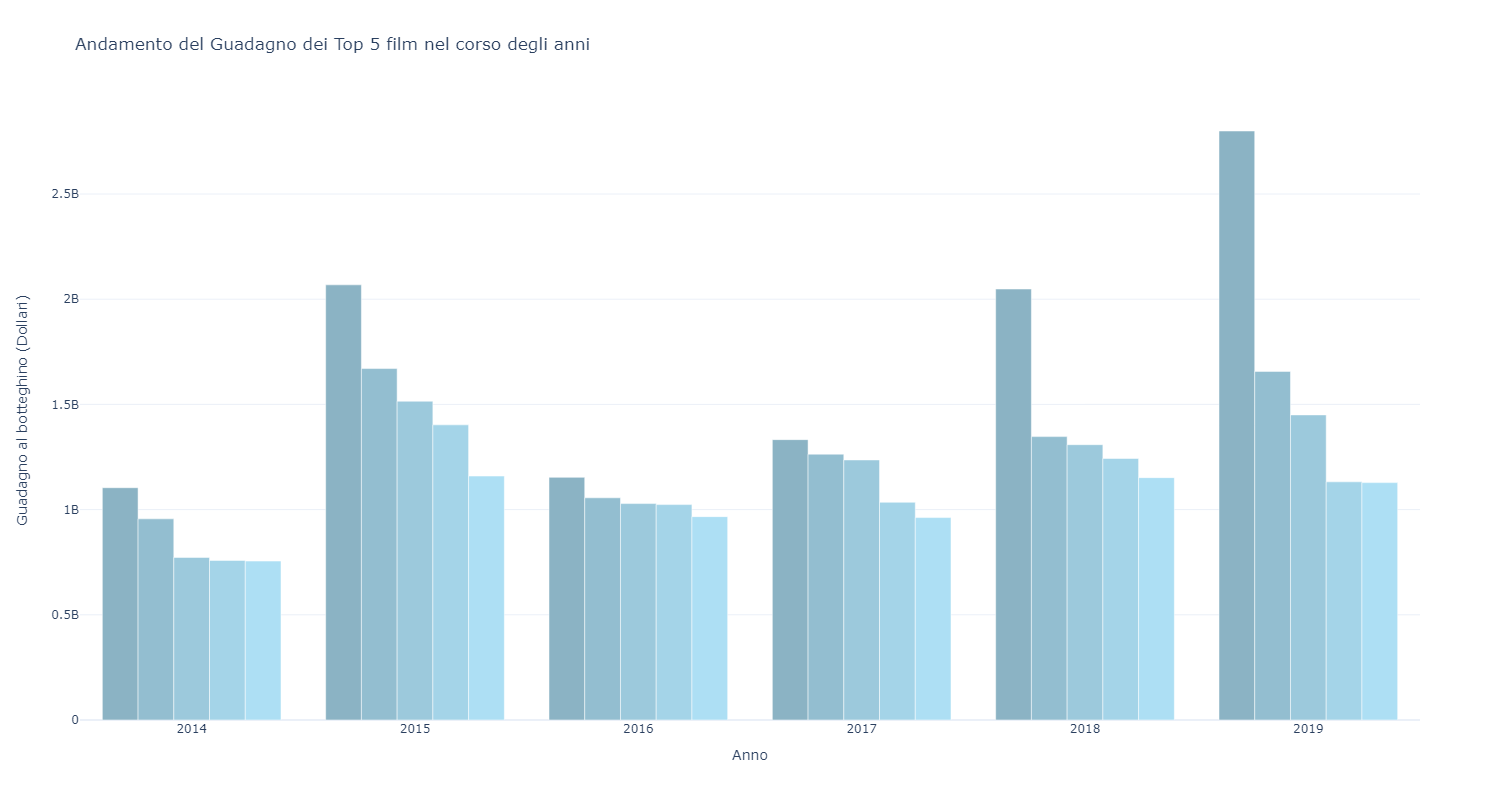 Andamento del Guadagno dei Top 5 film nel corso degli anni
Guadagno al botteghino (Dollari)
2.5B
2B
1.5B
1B
0.5B
0
2014 2015 2016 2017 2018 2019
Anno